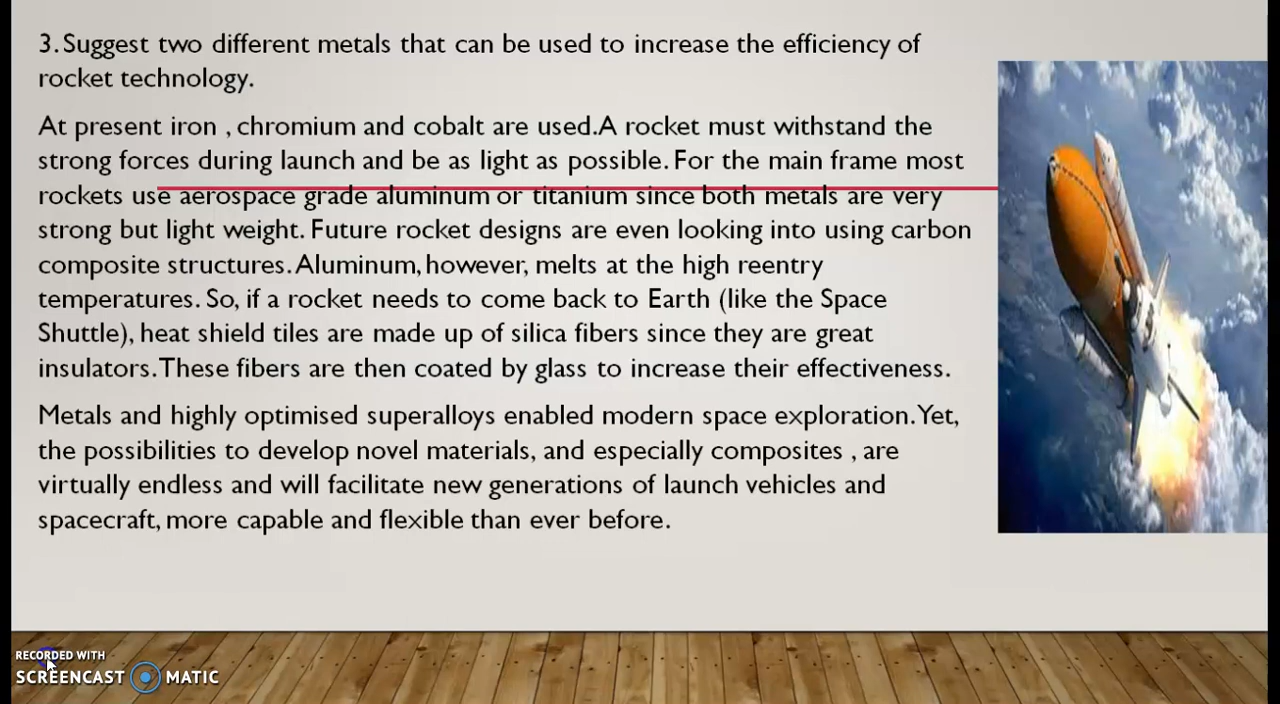 3. Suggest two different metals that can be used to increase the efficiency of
rocket technology.
At present iron , chromium and cobalt are used. A rocket must withstand the
strong forces during launch and be as light as possible. For the main frame most
rockets use aerospace grade aluminum or titanium since both metals are very
strong but light weight. Future rocket designs are even looking into using carbon
composite structures. Aluminum, however, melts at the high reentry
temperatures. So, if a rocket needs to come back to Earth (like the Space
Shuttle), heat shield tiles are made up of silica fibers since they are great
insulators. These fibers are then coated by glass to increase their effectiveness.
Metals and highly optimised superalloys enabled modern space exploration. Yet,
the possibilities to develop novel materials, and especially composites , are
virtually endless and will facilitate new generations of launch vehicles and
spacecraft, more capable and flexible than ever before.
RECORDED WITH
SCREENCAST MATIC